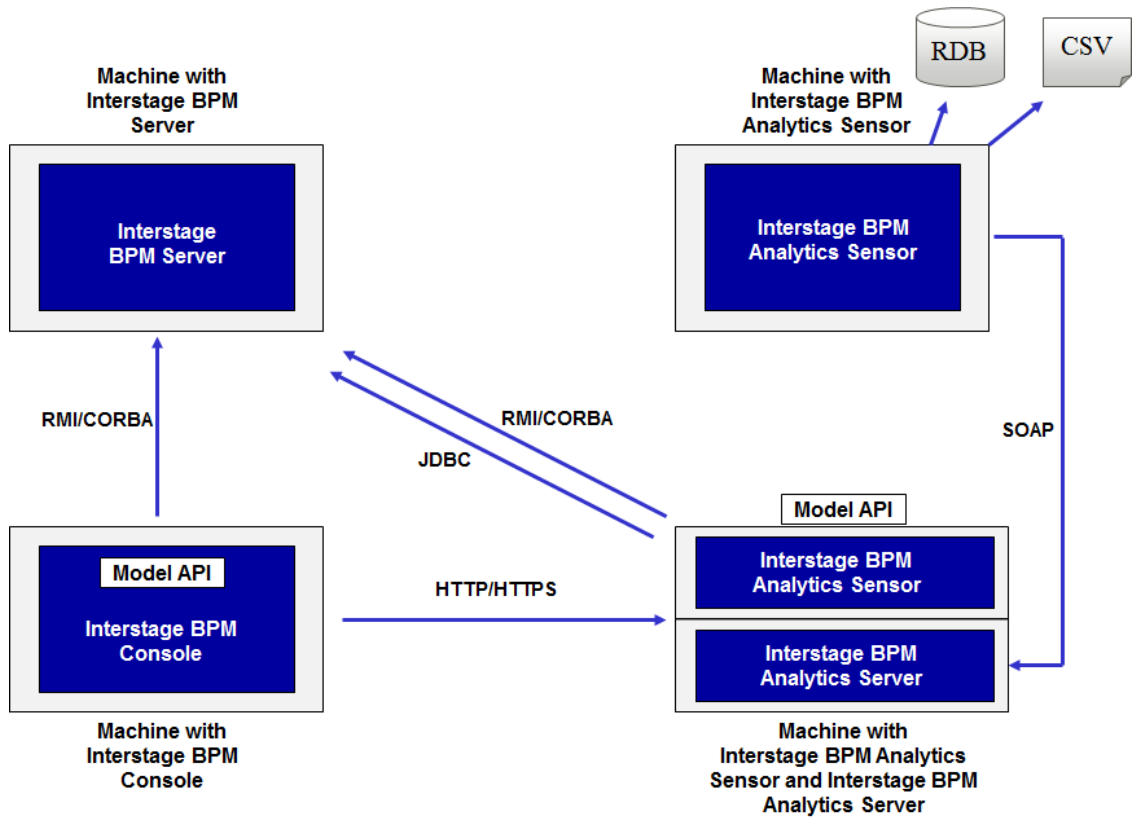 RDB
CSV
Machine with
Interstage BPM
Server
Machine with
Interstage BPM
Analytics Sensor
Interstage
BPM Server
Interstage BPM
Analytics Sensor
RMI/CORBA
RMI/CORBA
JDBC
SOAP
Model API
Interstage BPM
Console
HTTP/HTTPS
Model API
Interstage BPM
Analytics Sensor
Interstage BPM
Analytics Server
Machine with
Interstage BPM
Console
Machine with
Interstage BPM Analytics
Sensor and Interstage BPM
Analytics Server